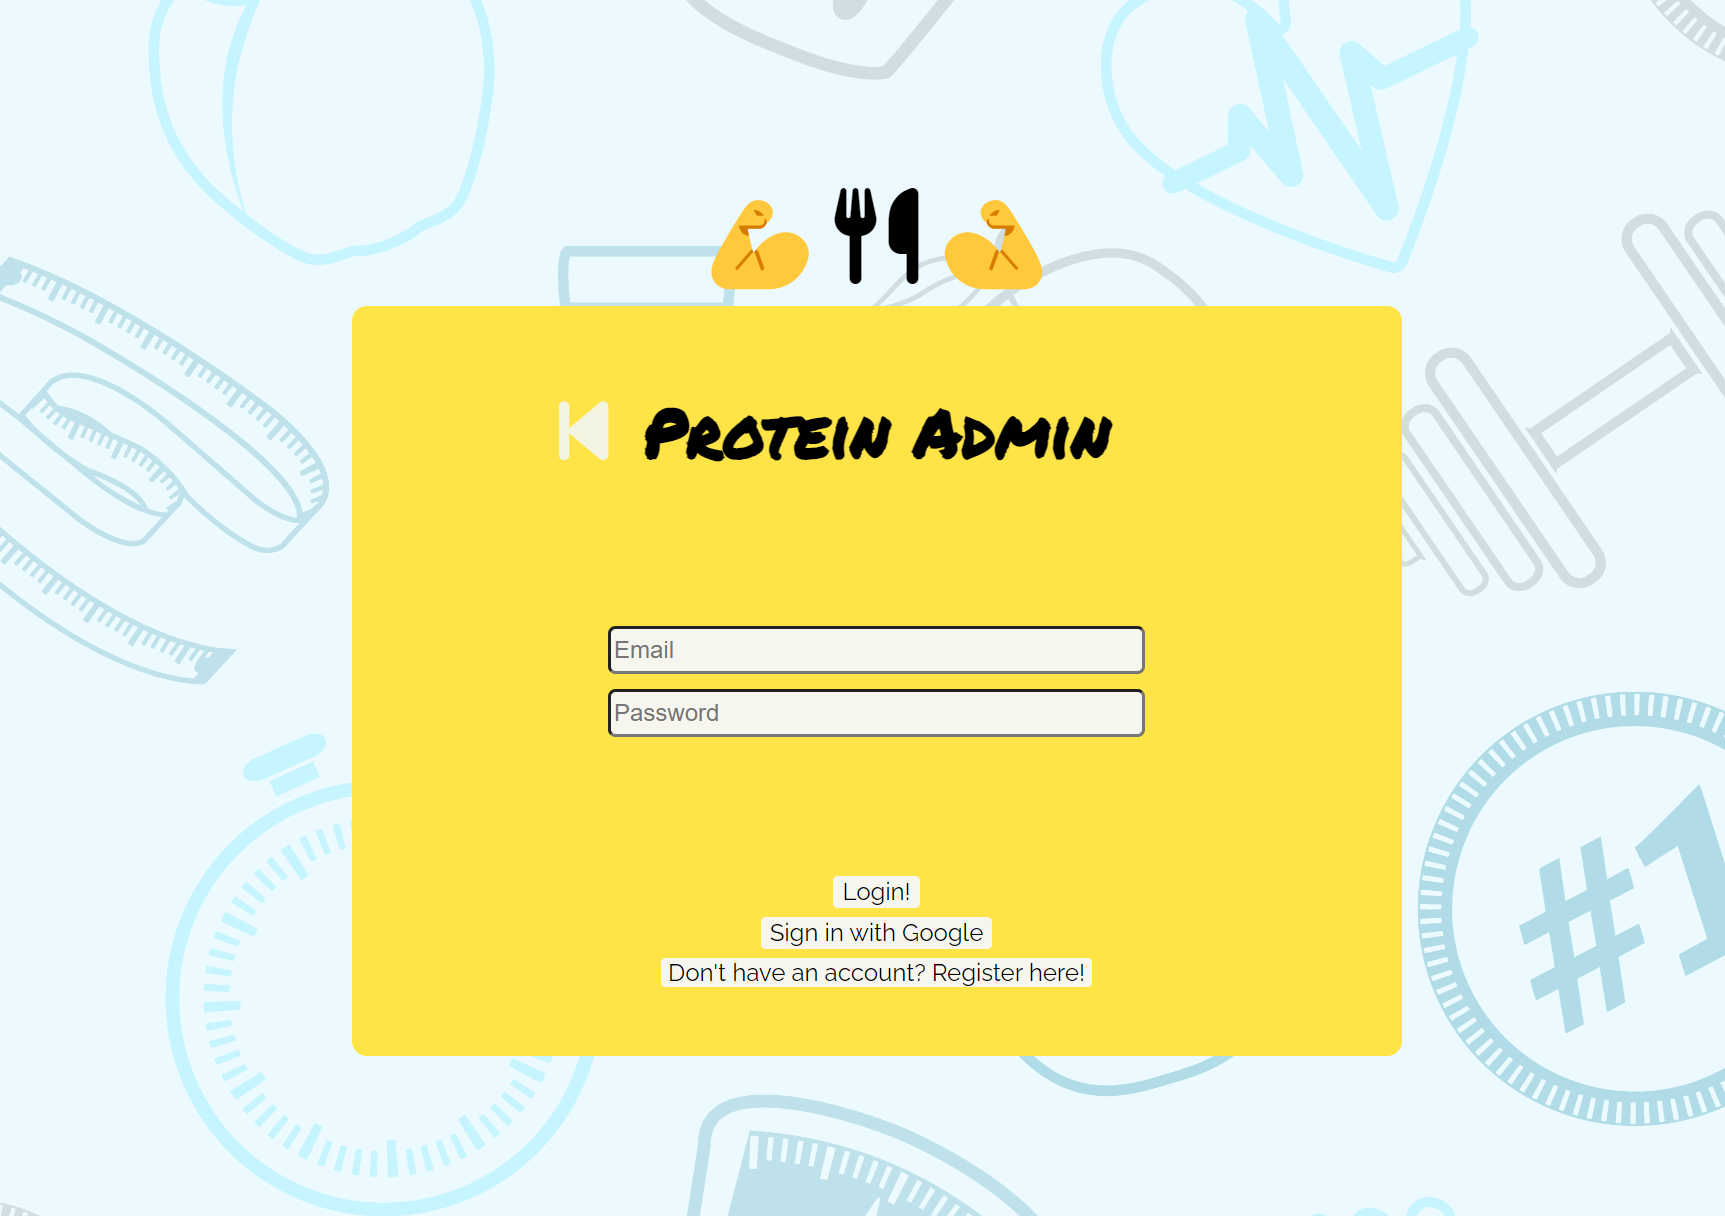 Protein Admin
Email
Password
Login!
Sign in with Google
#1
Don't have an account? Register here!